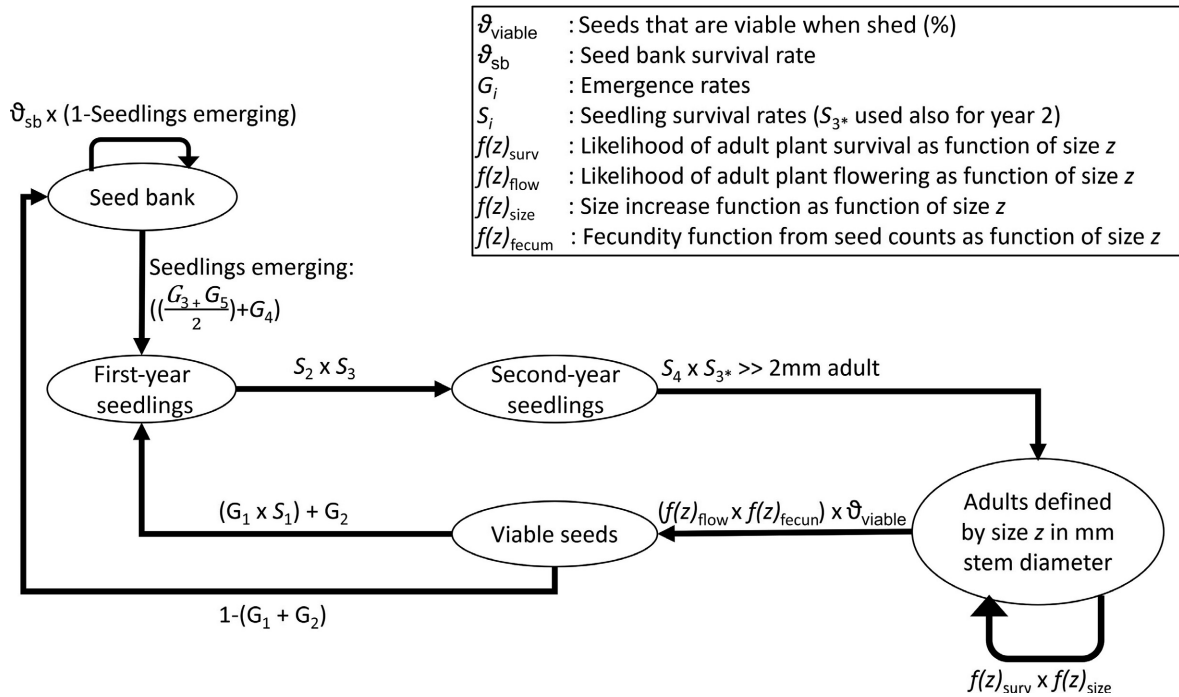 ϑviable : Seeds that are viable when shed (%)
ϑsb : Seed bank survival rate
Gi : Emergence rates
Si : Seedling survival rates (S3* used also for year 2)
f(z)surv : Likelihood of adult plant survival as function of size z
f(z)flow : Likelihood of adult plant flowering as function of size z
f(z)size : Size increase function as function of size z
f(z)fecum : Fecundity function from seed counts as function of size z
ϑsb x (1-Seedlings emerging)
Seed bank
Seedlings emerging:
((G3 + G5
2
)+G4)
First-year
seedlings
S2 x S3
Second-year
seedlings
S4 x S3* >> 2mm adult
Adults defined
by size z in mm
stem diameter
(f(z)flow x f(z)fecun) x ϑviable
Viable seeds
(G1 x S1) + G2
1-(G1 + G2)
f(z)surv x f(z)size